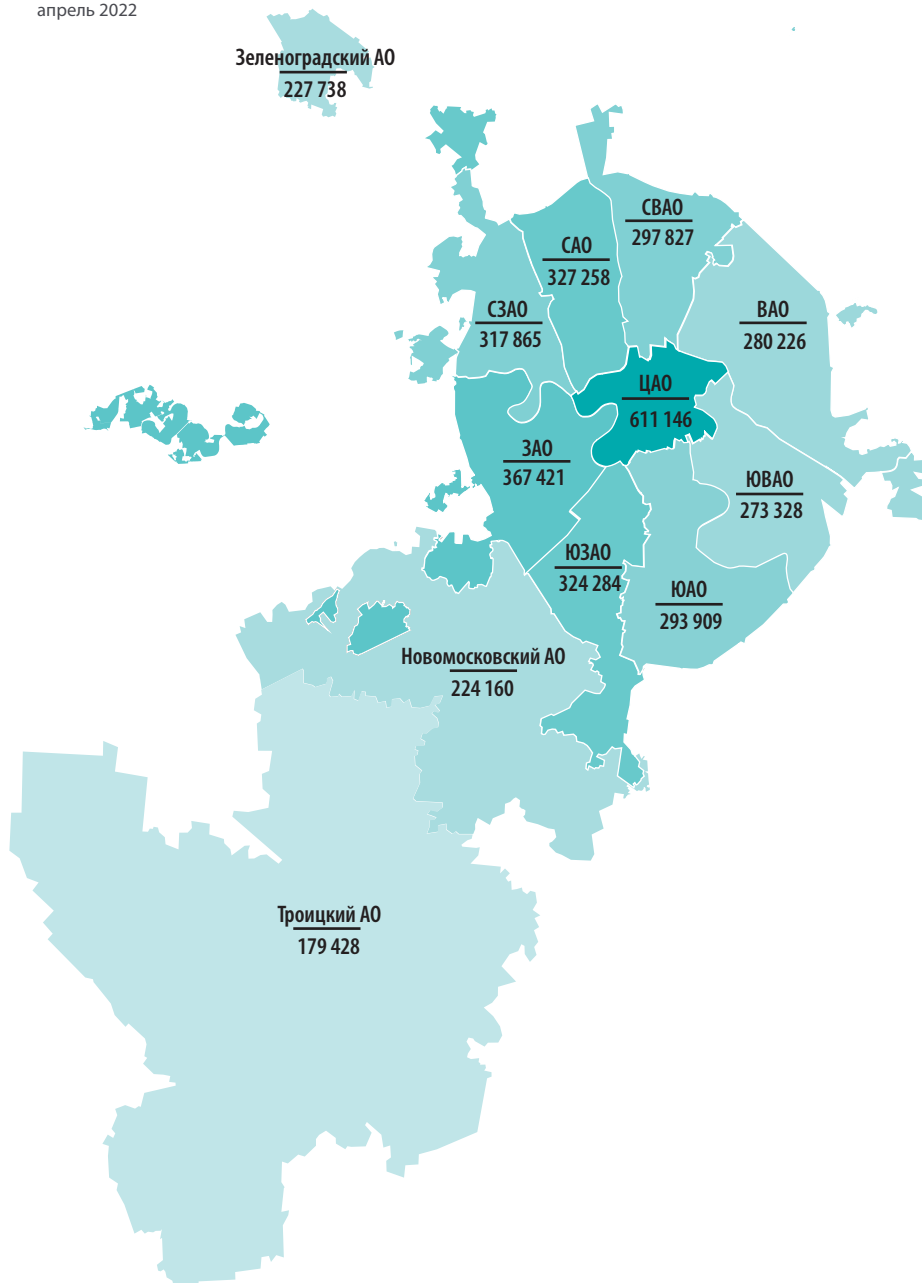 апрель 2022
Зеленоградский АО
227 738
СВАО
297 827
САО
327 258
СЗАО
317 865
ВАО
280 226
ЦАО
611 146
ЗАО
367 421
ЮВАО
273 328
ЮЗАО
324 284
ЮАО
293 909
Новомосковский АО
224 160
Троицкий АО
179 428